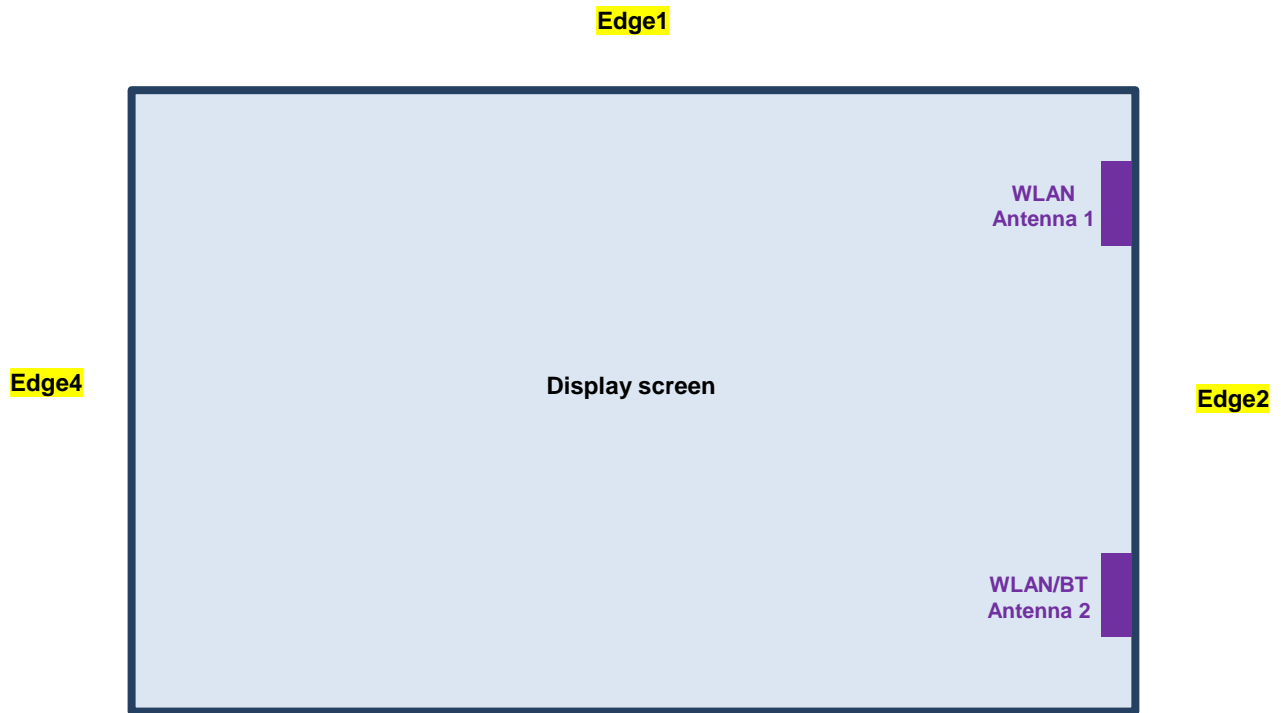 Edge1
WLAN
Antenna 1
Edge4
Display screen
Edge2
WLAN/BT
Antenna 2